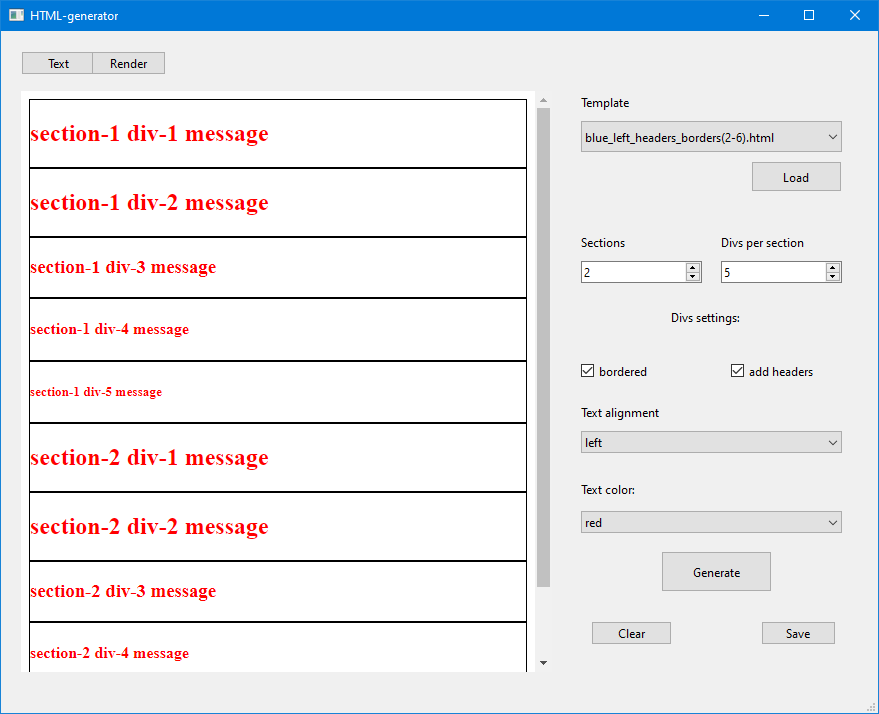 HTML-generator
Text Render
section-1 div-1 message
section-1 div-2 message
section-1 div-3 message
section-1 div-4 message
section-1 div-5 message
section-2 div-1 message
section-2 div-2 message
section-2 div-3 message
section-2 div-4 message
Template
blue_left_headers_borders(2-6).html
Load
Sections Divs per section
2 5
Divs settings:
bordered add headers
Text alignment
left
Text color:
red
Generate
Clear Save